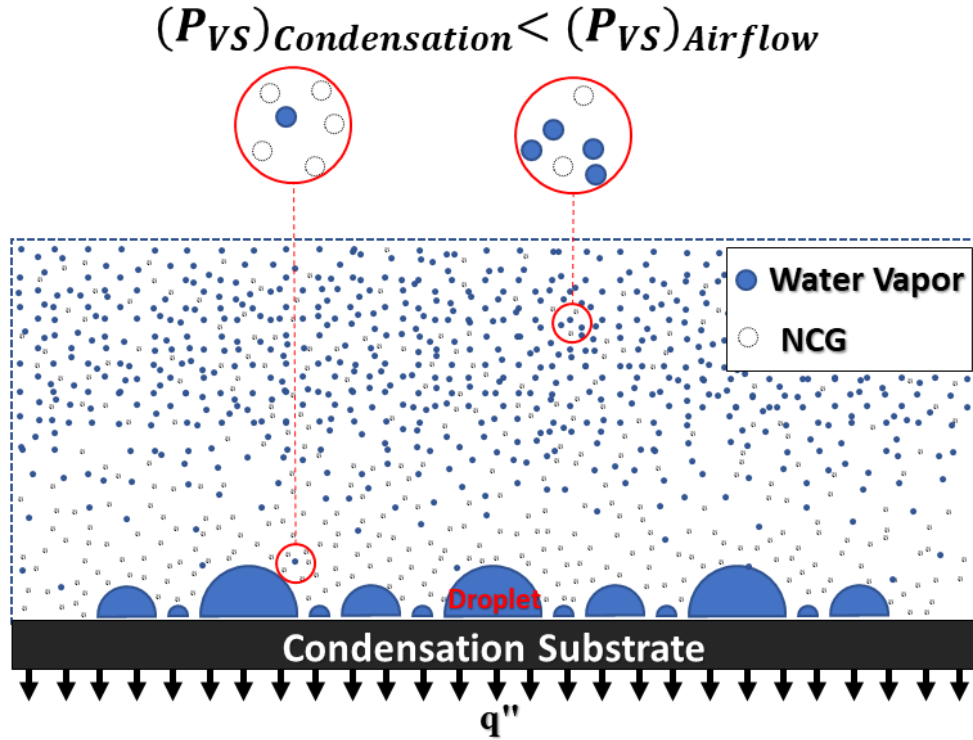 (P_VS)_Condensation < (P_VS)_Airflow
Water Vapor
NCG
Droplet
Condensation Substrate
q"